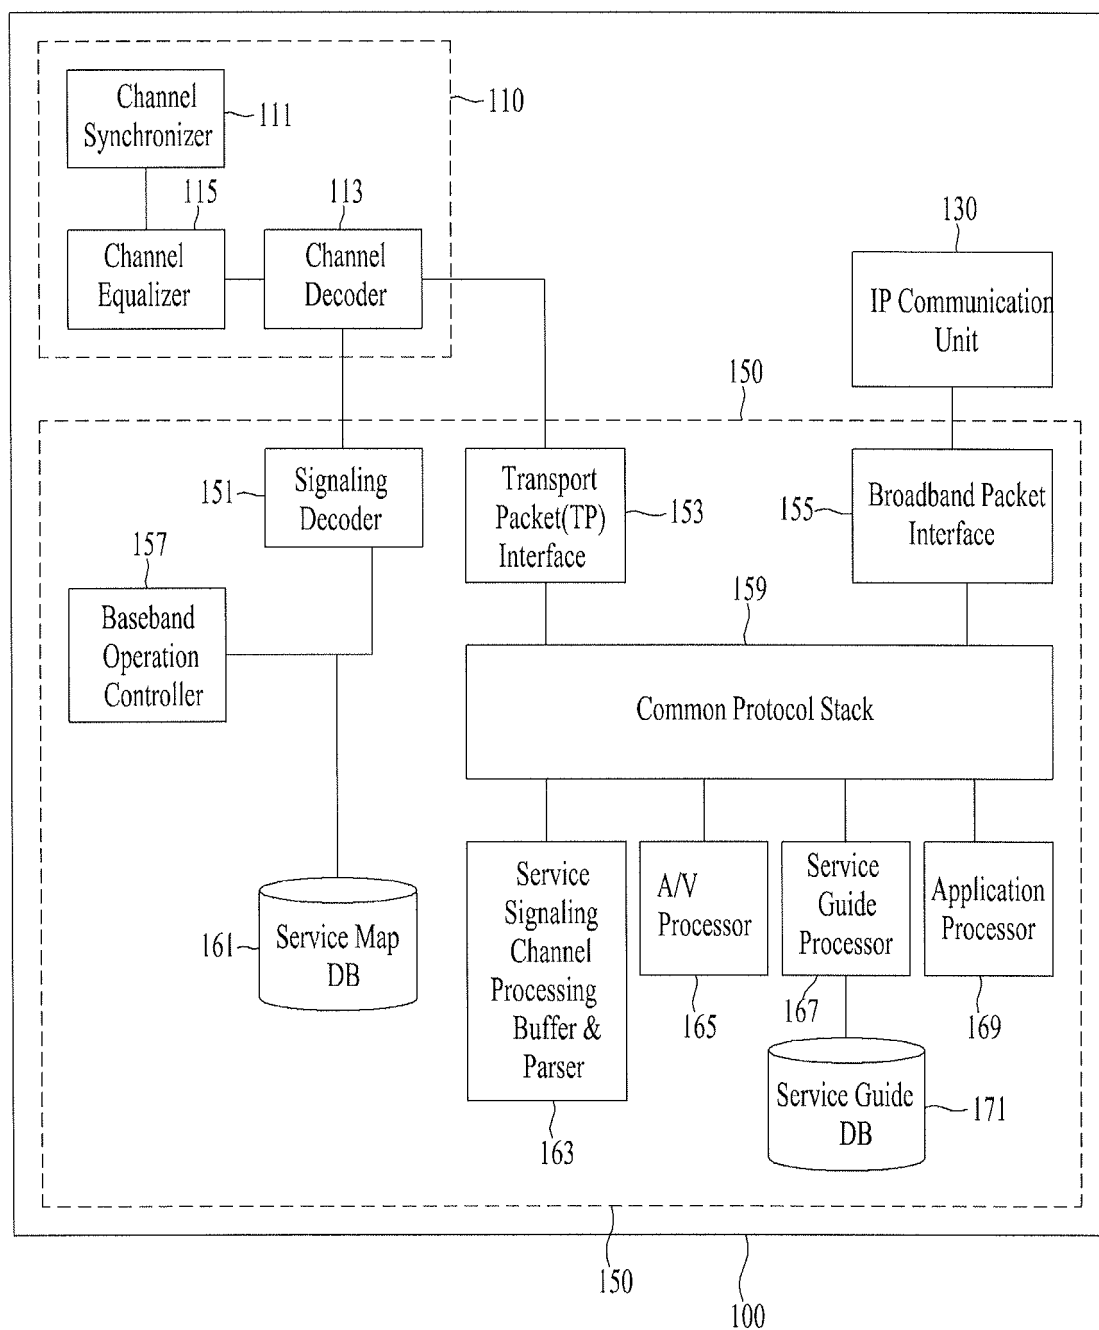 Channel
Synchronizer
111
110
115
113
Channel
Equalizer
Channel
Decoder
130
IP Communication
Unit
150
151
Signaling
Decoder
Transport
Packet(TP)
Interface
153
155
Broadband Packet
Interface
157
Baseband
Operation
Controller
159
Common Protocol Stack
161
Service Map
DB
Service
Signaling
Channel
Processing
Buffer &
Parser
163
A/V
Processor
165
Service
Guide
Processor
167
Application
Processor
169
Service Guide
DB
171
150
100